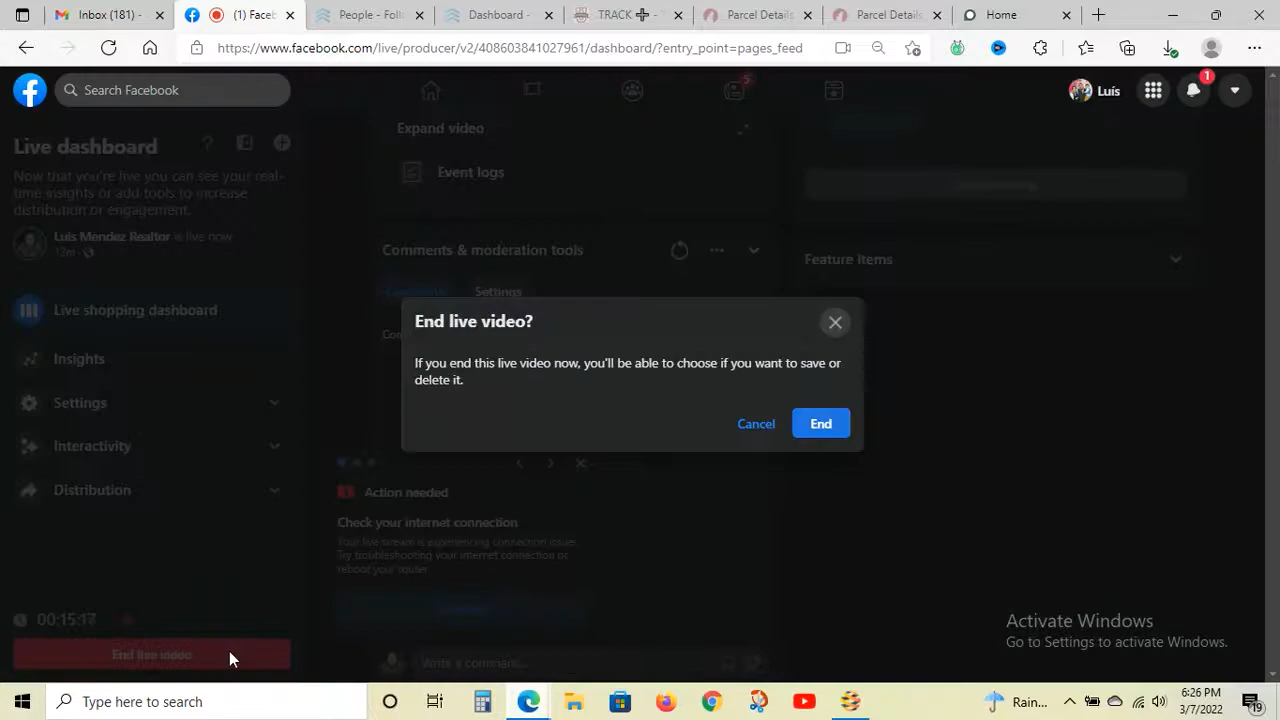 Inbox (181)
(1) Faceb
People - Foll
Dashboard -
TRACK
Parcel Details
Parcel Details
Home
https://www.facebook.com/live/producer/v2/408603841027961/dashboard/?entry_point=pages_feed
Search Facebook
5
Luís
1
Live dashboard
Now that you're live you can see your real-
time insights or add tools to increase
distribution or engagement.
Luis Mendez Realtor is live now
12m
Live shopping dashboard
Insights
Settings
Interactivity
Distribution
00:15:17
End live video
Expand video
Event logs
Comments & moderation tools
Comments
Settings
Feature items
End live video?
If you end this live video now, you'll be able to choose if you want to save or
delete it.
Cancel
End
Action needed
Check your internet connection
Your live stream is experiencing connection issues.
Try troubleshooting your internet connection or
reboot your router.
Write a comment...
Activate Windows
Go to Settings to activate Windows.
Type here to search
Rain...
6:26 PM
3/7/2022
19